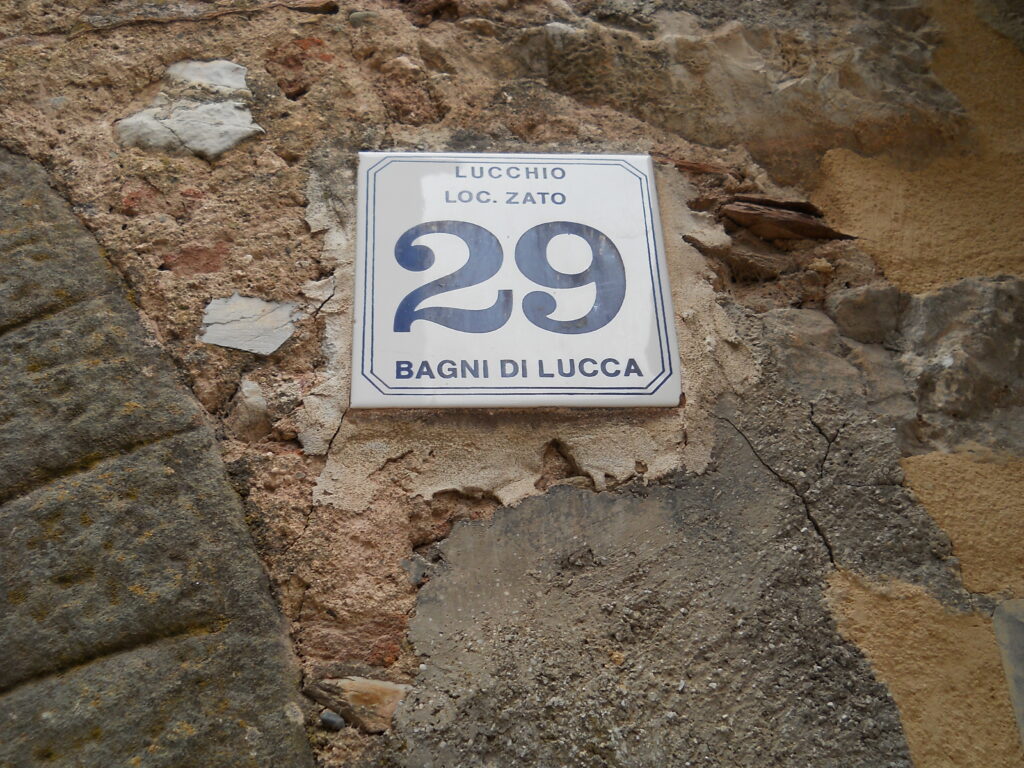 LUCCHIO
LOC. ZATO
29
BAGNI DI LUCCA